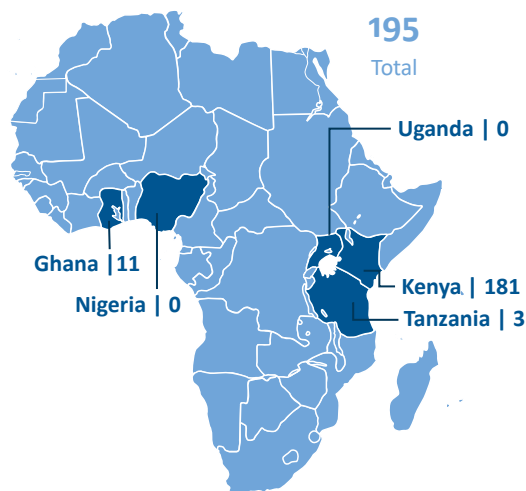 195
Total
Uganda | 0
Ghana |11
Nigeria | 0
Kenya | 181
Tanzania | 3